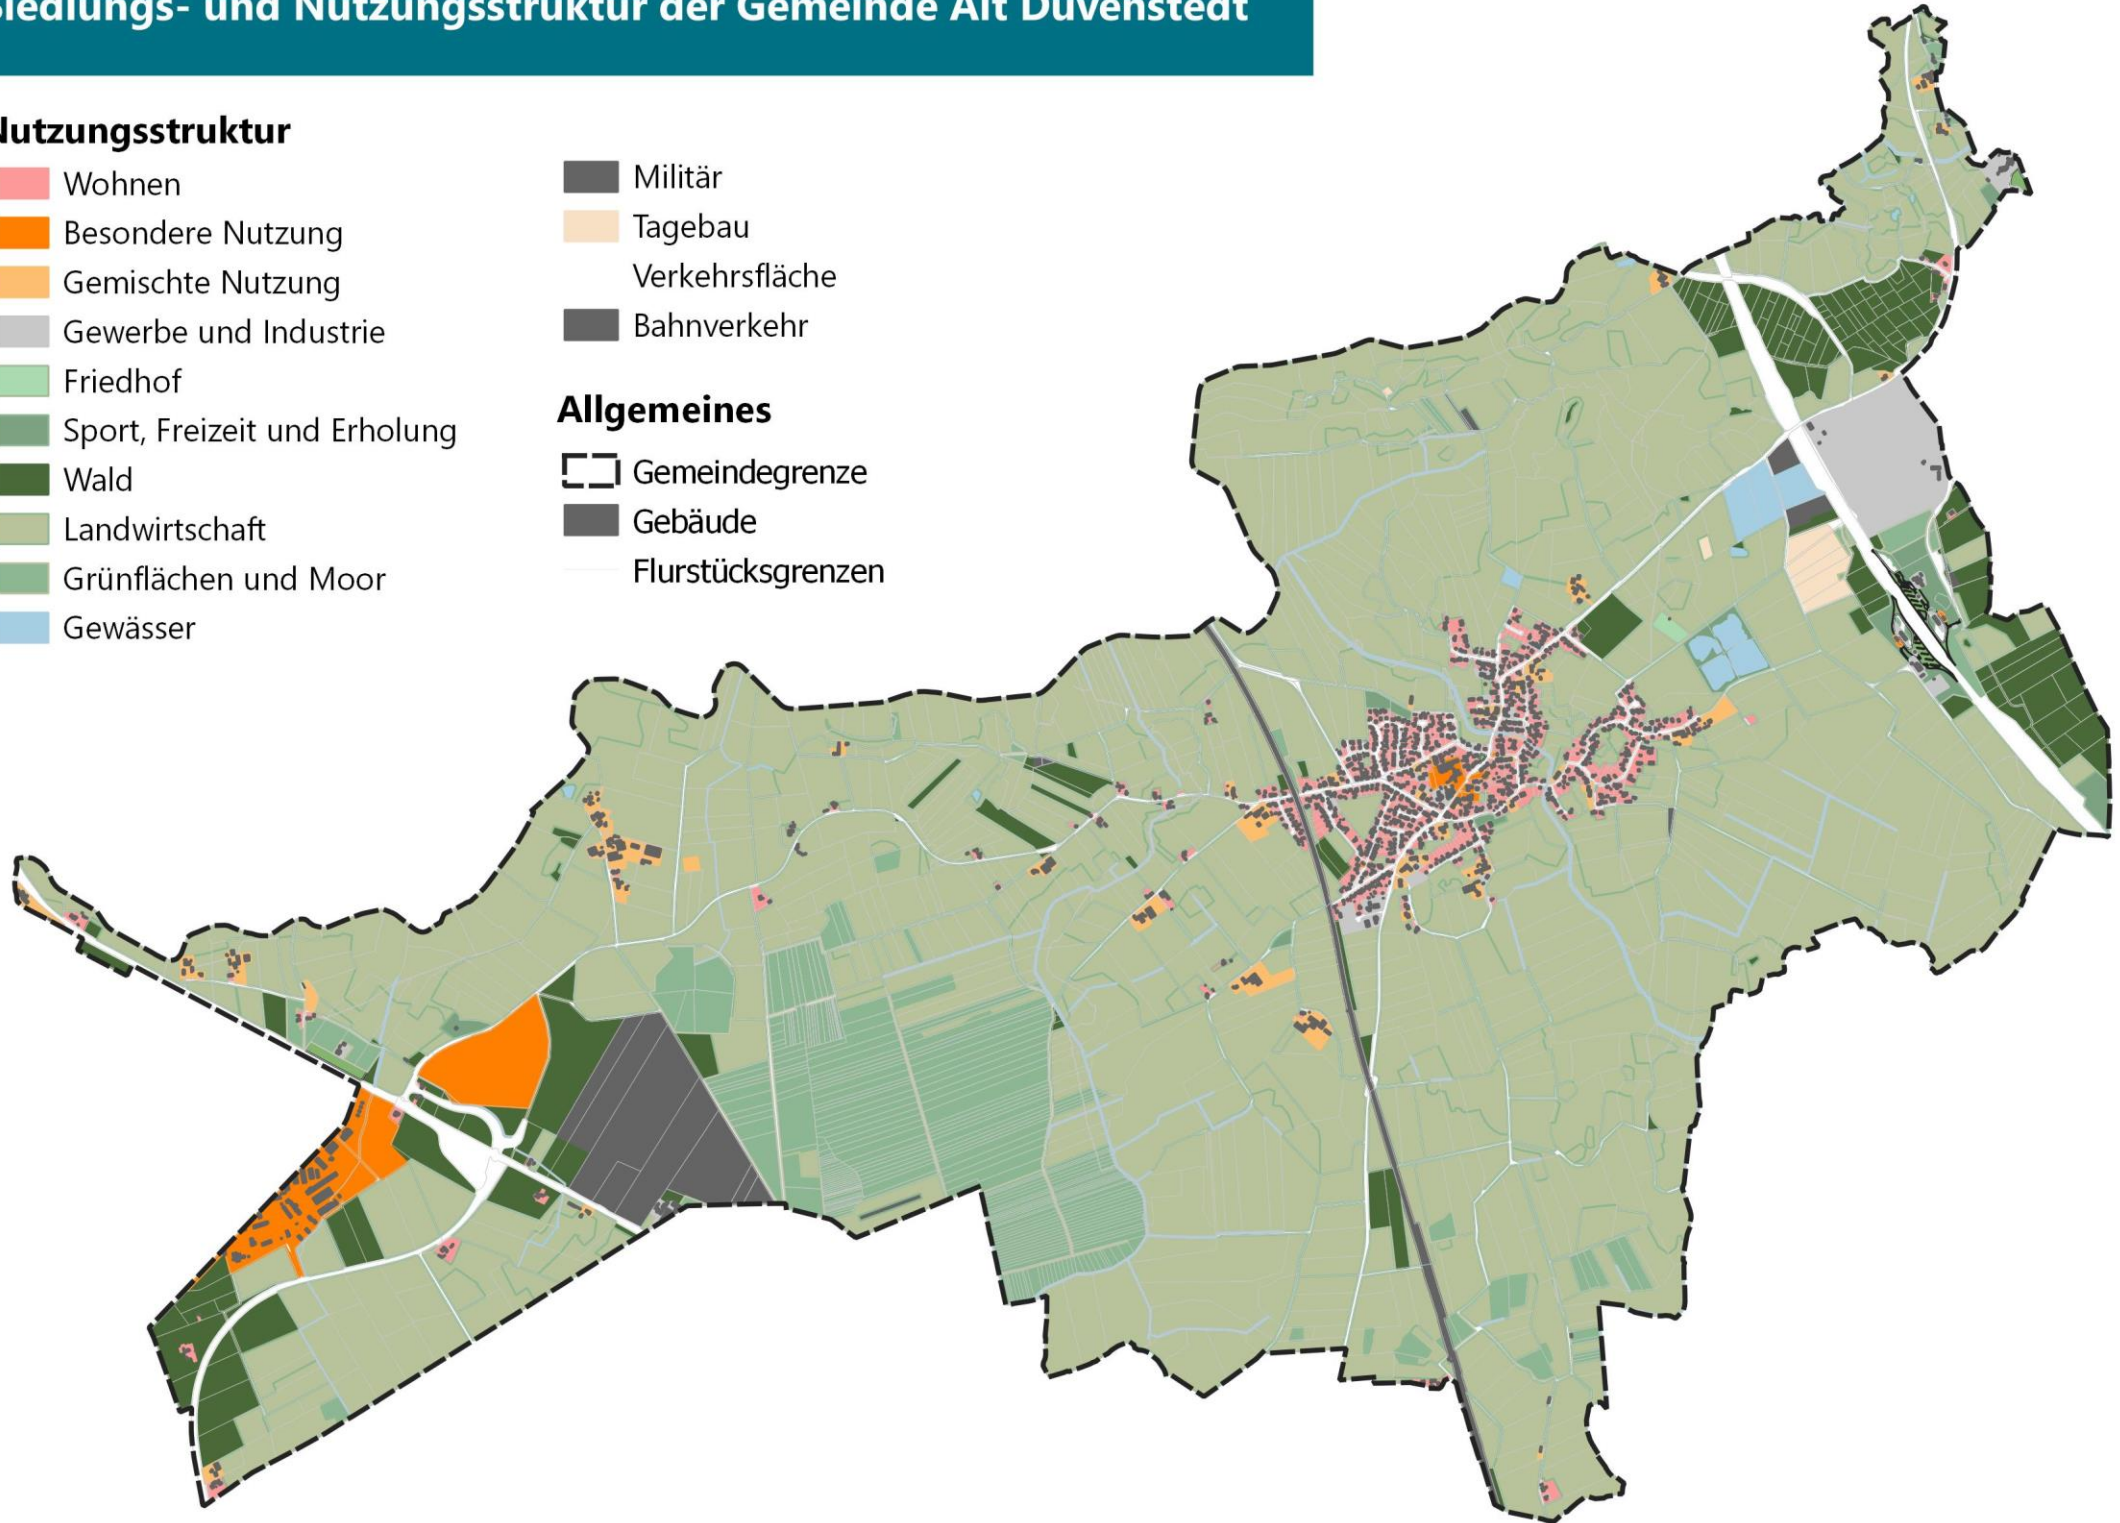 Siedlungs- und Nutzungsstruktur der Gemeinde Alt Duvenstedt
Nutzungsstruktur
Wohnen
Besondere Nutzung
Gemischte Nutzung
Gewerbe und Industrie
Friedhof
Sport, Freizeit und Erholung
Wald
Landwirtschaft
Grünflächen und Moor
Gewässer
Militär
Tagebau
Verkehrsfläche
Bahnverkehr
Allgemeines
Gemeindegrenze
Gebäude
Flurstücksgrenzen